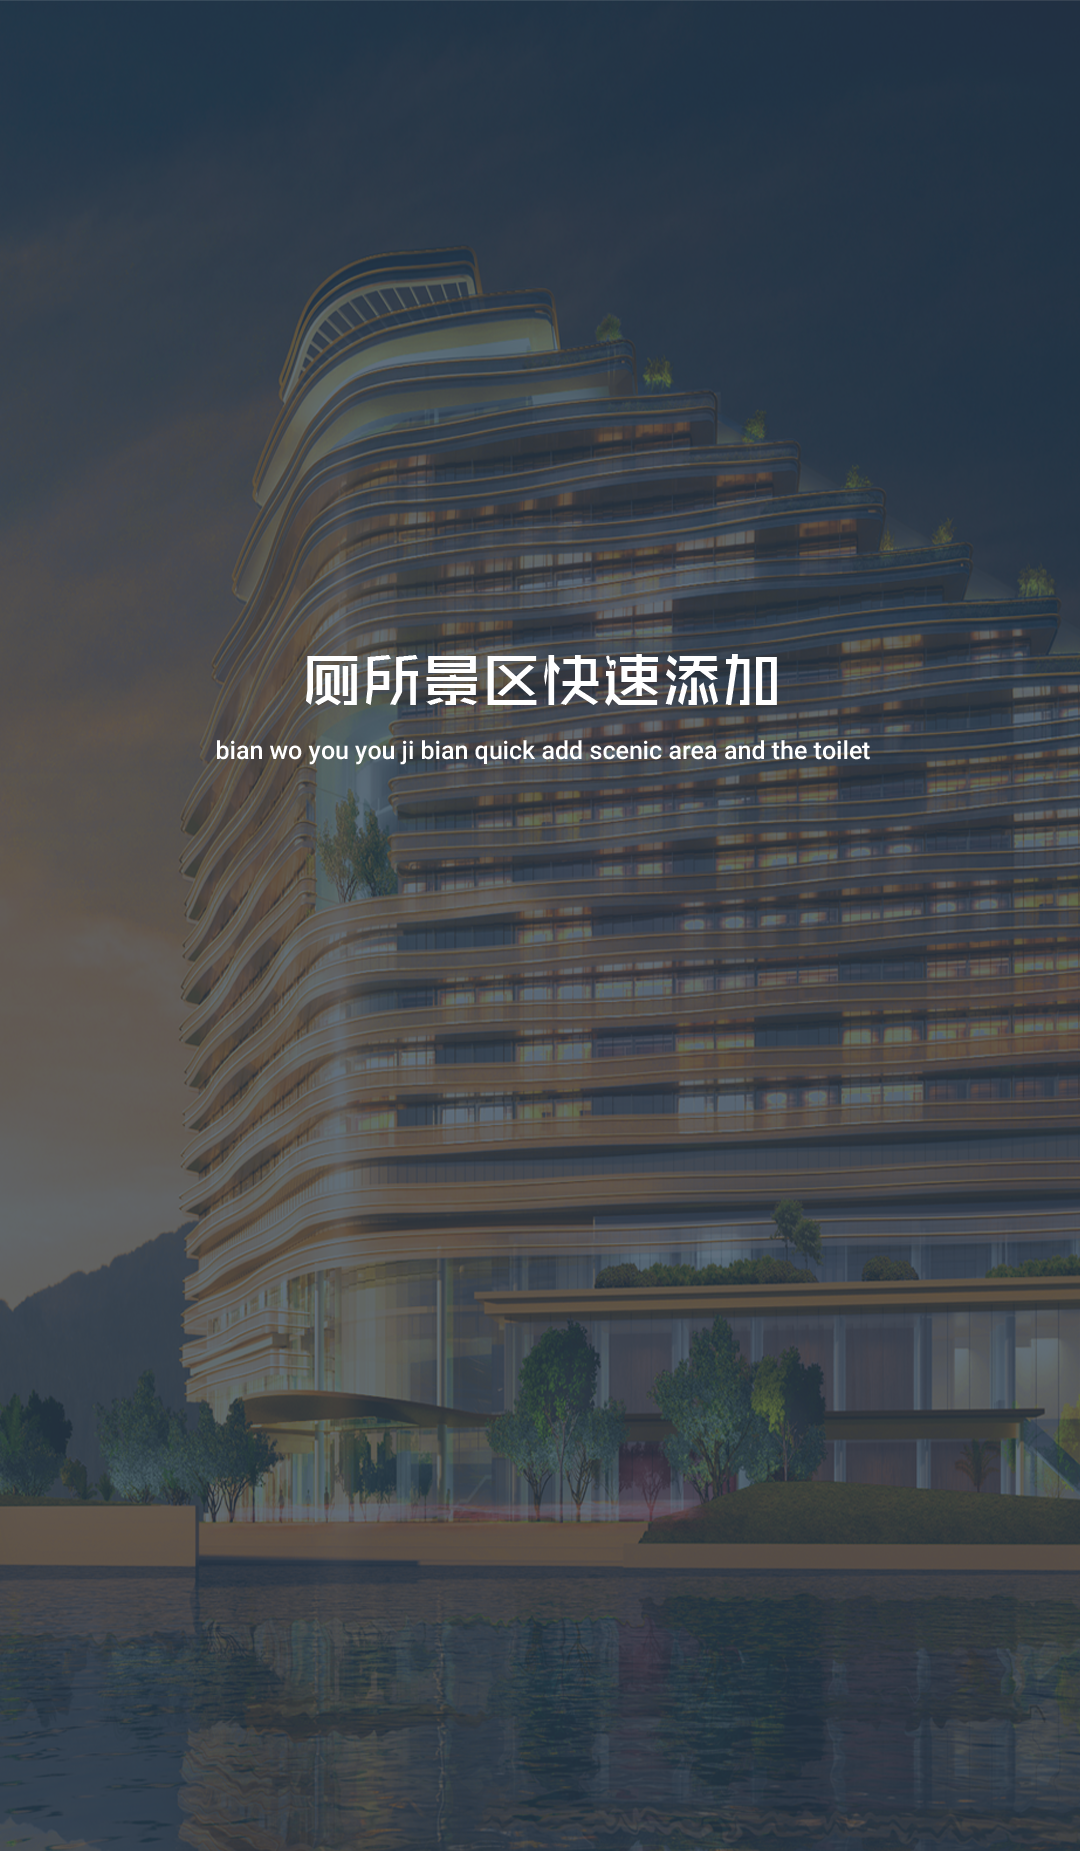 厕所景区快速添加
bian wo you you ji bian quick add scenic area and the toilet